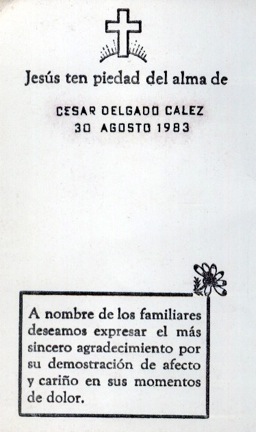 Jesús ten piedad del alma de
CESAR DELGADO CALEZ
30 AGOSTO 1983
A nombre de los familiares
deseamos expresar el más
sincero agradecimiento por
su demostración de afecto
y cariño en sus momentos
de dolor.